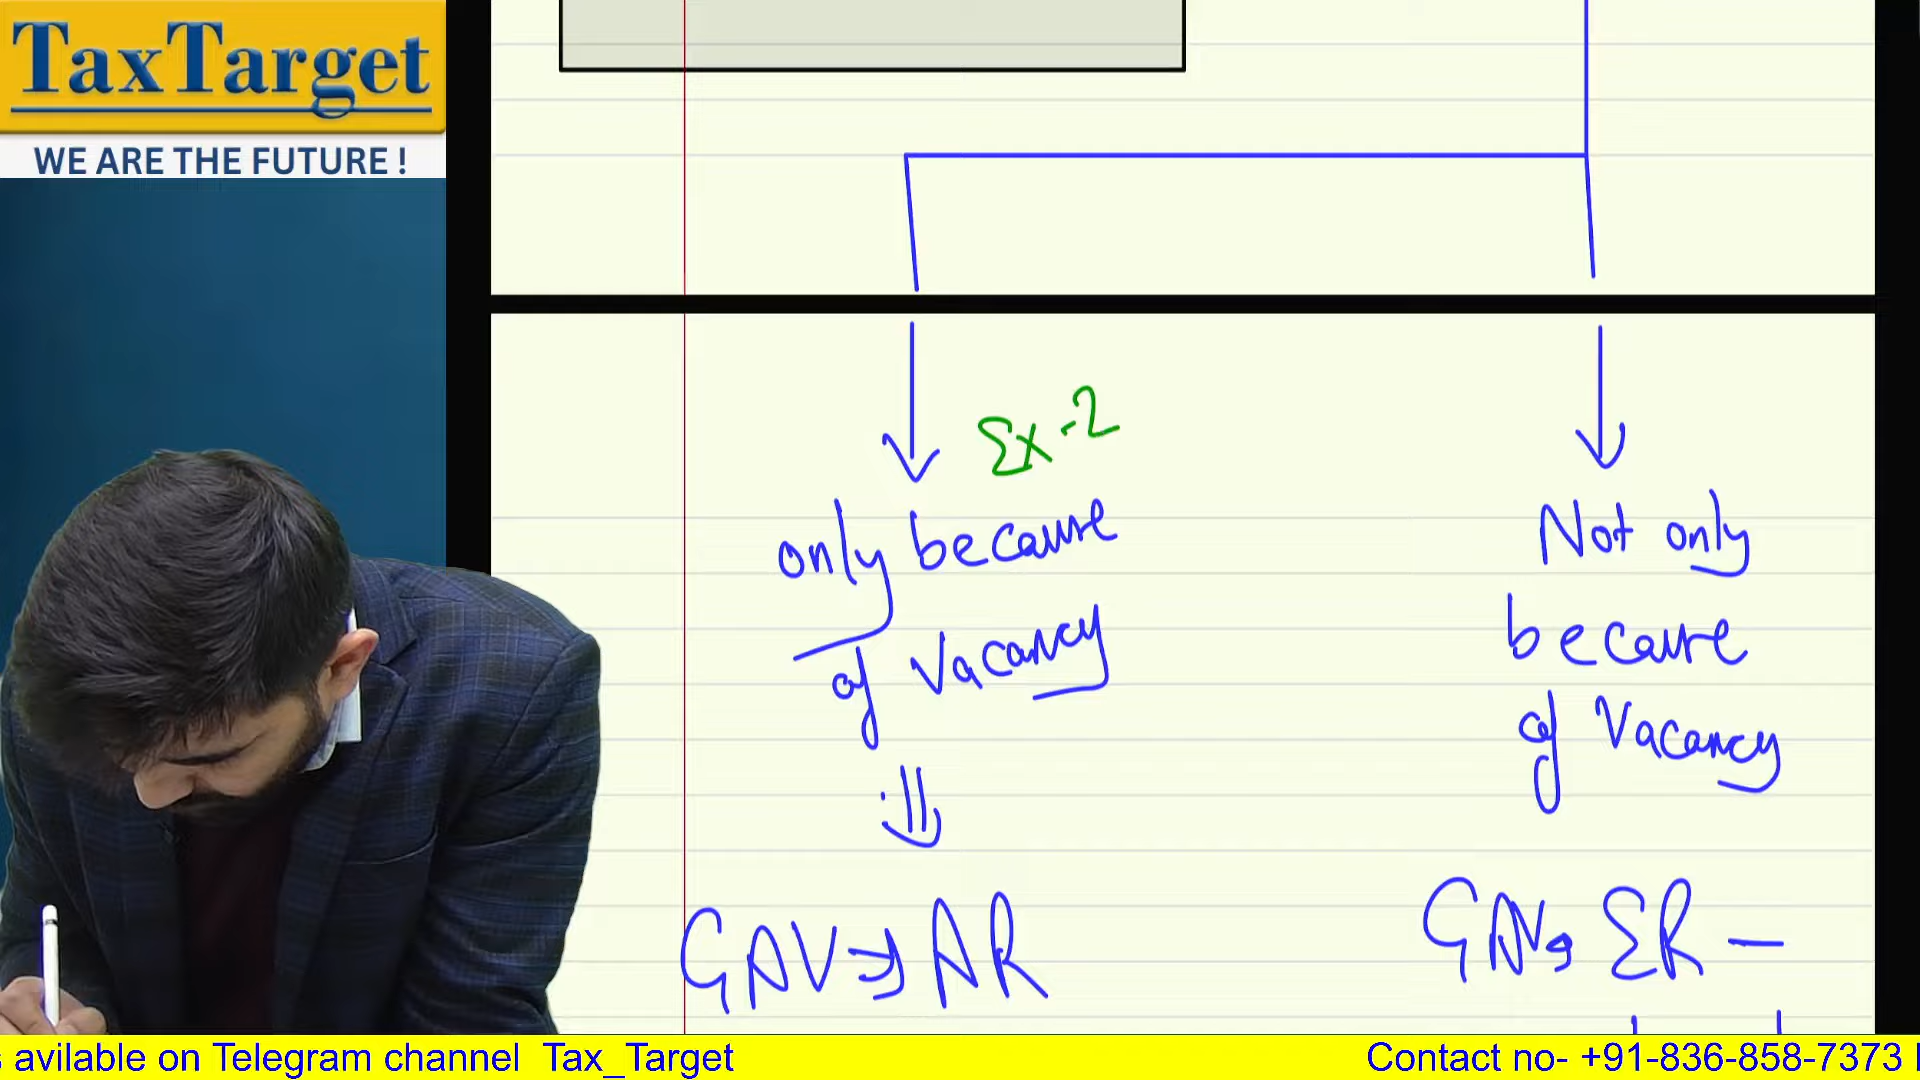 TaxTarget
WE ARE THE FUTURE !
Ex-2
only because
of Vacancy
GAV → AR
Not only
because
of Vacancy
GAV → ER —
avilable on Telegram channel Tax_Target
Contact no- +91-836-858-7373